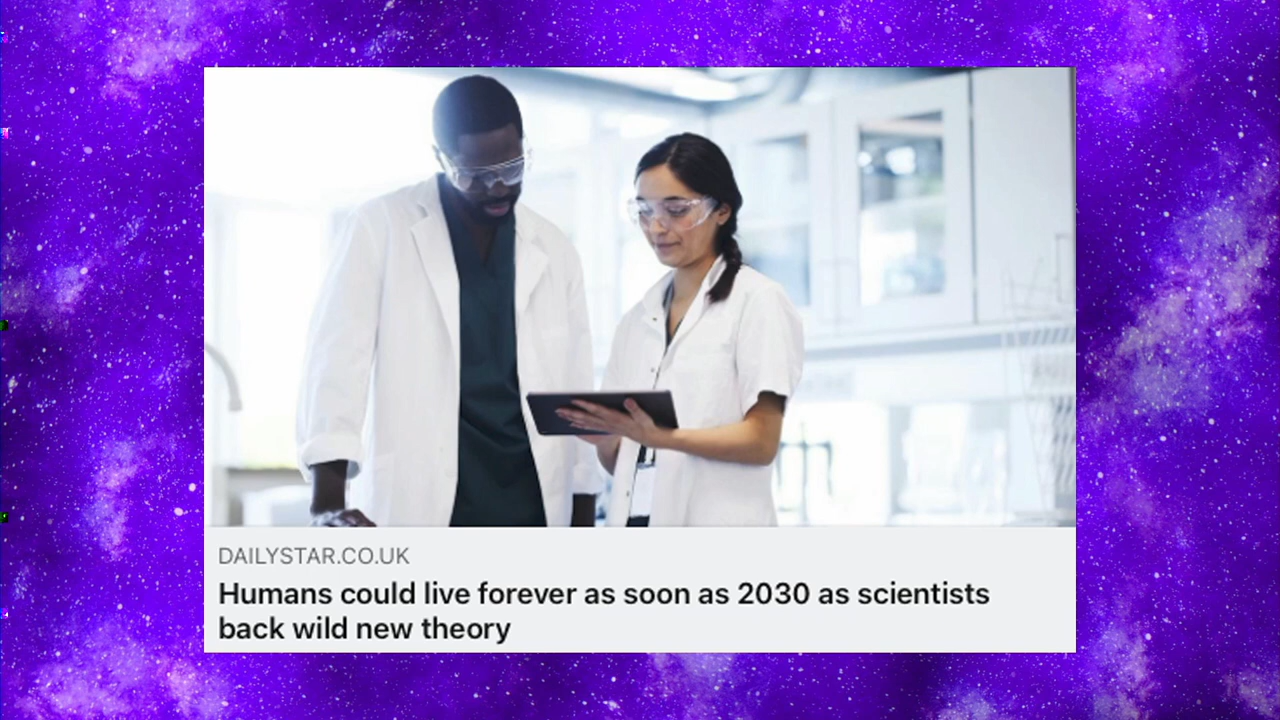 DAILYSTAR.CO.UK
Humans could live forever as soon as 2030 as scientists
back wild new theory